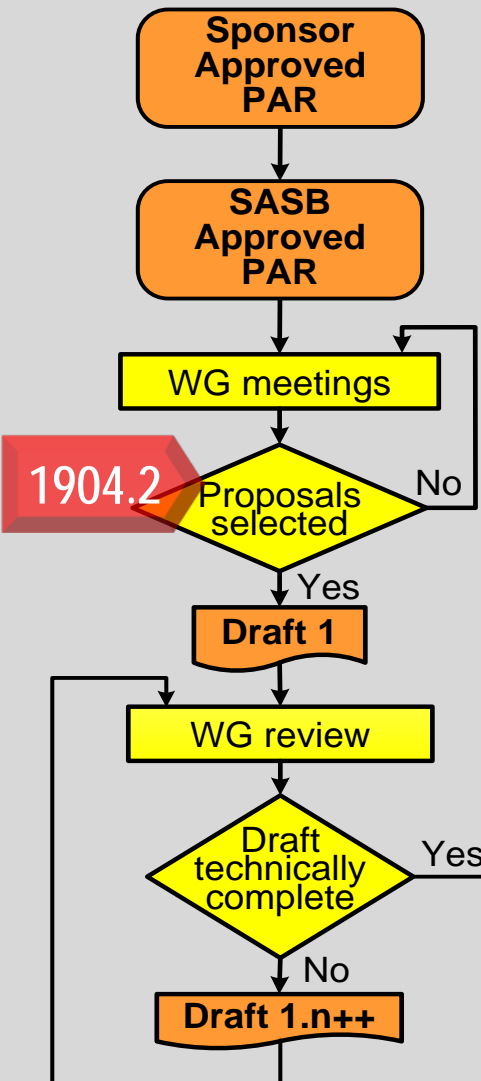 Sponsor
Approved
PAR
SASB
Approved
PAR
WG meetings
1904.2
Proposals
selected
No
Yes
Draft 1
WG review
Draft
technically
complete
Yes
No
Draft 1.n++